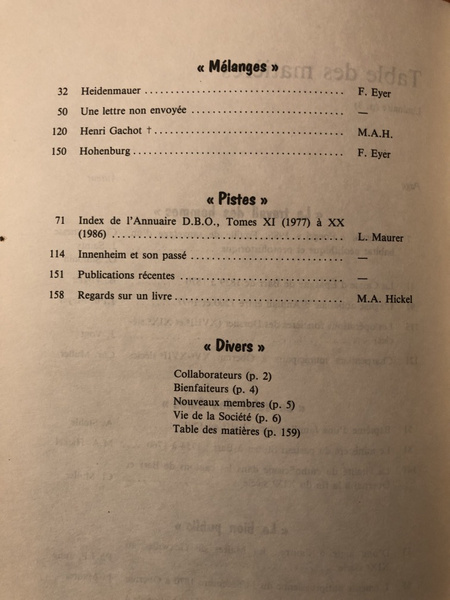 « Mélanges »
32 Heidenmauer ........................................ F. Eyer
50 Une lettre non envoyée ................................ —
120 Henri Gachot † ........................................ M.A.H.
150 Hohenburg ........................................ F. Eyer
« Pistes »
71 Index de l'Annuaire D.B.O., Tomes XI (1977) à XX
(1986) ........................................ L. Maurer
114 Innenheim et son passé ................................ —
151 Publications récentes ................................ —
158 Regards sur un livre ................................ M.A. Hickel
« Divers »
Collaborateurs (p. 2)
Bienfaiteurs (p. 4)
Nouveaux membres (p. 5)
Vie de la Société (p. 6)
Table des matières (p. 159)